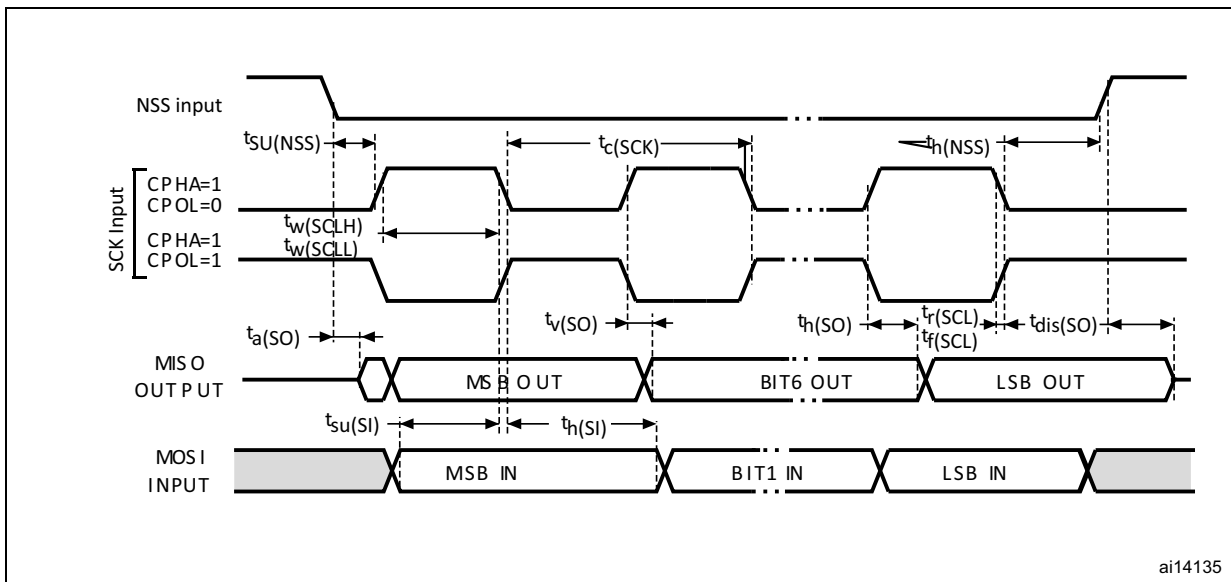 NSS input
tSU(NSS)
tc(SCK)
th(NSS)
SCK Input
CPHA=1
CPOL=0
tw(SCLH)
tw(SCLL)
CPHA=1
CPOL=1
ta(SO)
tv(SO)
th(SO)
tr(SCL)
tf(SCL)
tdis(SO)
MISO
OUTPUT
MSB OUT
BIT6 OUT
LSB OUT
tsu(SI)
th(SI)
MOSI
INPUT
MSB IN
BIT1 IN
LSB IN
ai14135